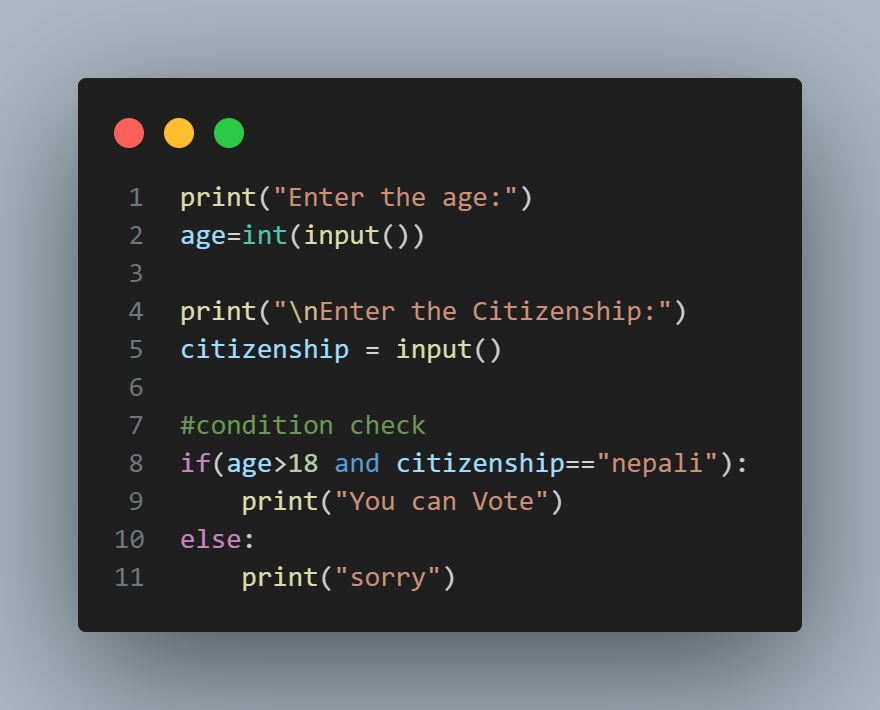 1 print("Enter the age:")
2 age=int(input())
3
4 print("\nEnter the Citizenship:")
5 citizenship = input()
6
7 #condition check
8 if(age>18 and citizenship=="nepali"):
9     print("You can Vote")
10 else:
11     print("sorry")